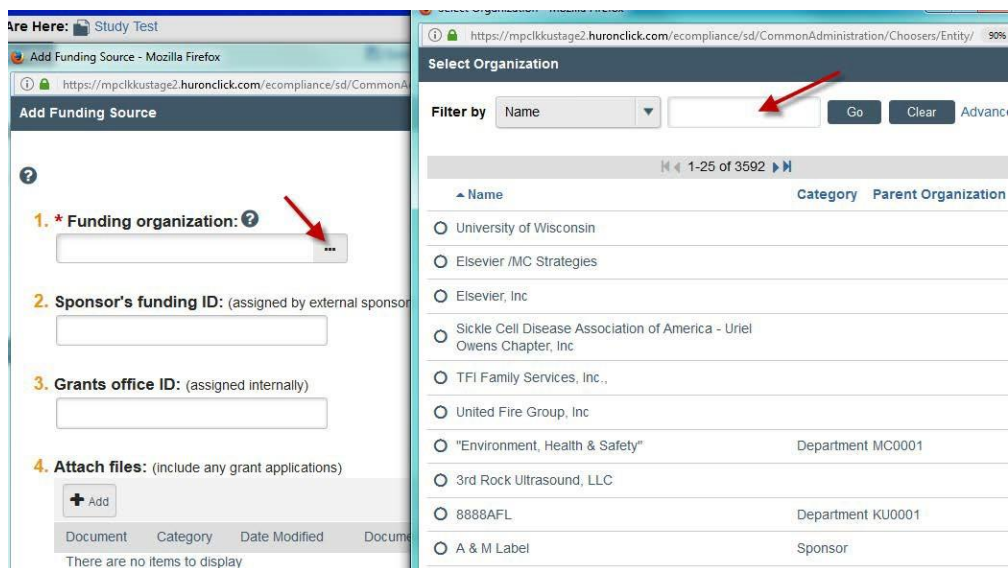 Are Here: Study Test
Add Funding Source - Mozilla Firefox
https://mpclkkustage2.huronclick.com/ecompliance/sd/CommonA
Add Funding Source
?
1. * Funding organization: ?
...
2. Sponsor's funding ID: (assigned by external sponsor
3. Grants office ID: (assigned internally)
4. Attach files: (include any grant applications)
+ Add
Document Category Date Modified Docume
There are no items to display
Select Organization - Mozilla Firefox
https://mpclkkustage2.huronclick.com/ecompliance/sd/CommonAdministration/Choosers/Entity/ 90%
Select Organization
Filter by Name Go Clear Advance
1-25 of 3592
Name Category Parent Organization
University of Wisconsin
Elsevier /MC Strategies
Elsevier, Inc
Sickle Cell Disease Association of America - Uriel
Owens Chapter, Inc
TFI Family Services, Inc.,
United Fire Group, Inc
"Environment, Health & Safety" Department MC0001
3rd Rock Ultrasound, LLC
8888AFL Department KU0001
A & M Label Sponsor